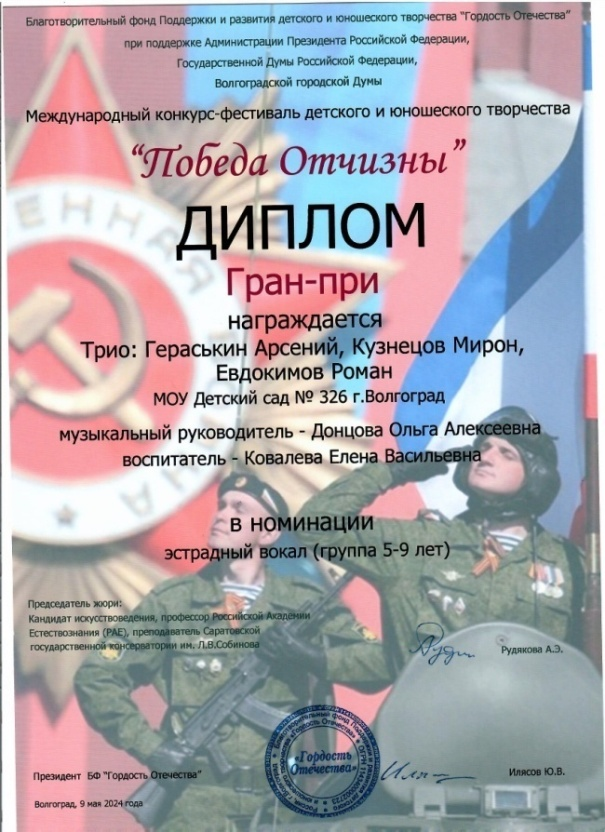 Благотворительный фонд Поддержки и развития детского и юношеского творчества "Гордость Отечества"
при поддержке Администрации Президента Российской Федерации,
Государственной Думы Российской Федерации,
Волгоградской городской Думы
Международный конкурс-фестиваль детского и юношеского творчества
"Победа Отчизны"
ДИПЛОМ
Гран-при
награждается
Трио: Гераськин Арсений, Кузнецов Мирон,
Евдокимов Роман
МОУ Детский сад № 326 г.Волгоград
музыкальный руководитель - Донцова Ольга Алексеевна
воспитатель - Ковалева Елена Васильевна
в номинации
эстрадный вокал (группа 5-9 лет)
Председатель жюри:
Кандидат искусствоведения, профессор Российской Академии
Естествознания (РАЕ), преподаватель Саратовской
государственной консерватории им. Л.В.Собинова
Рудякова А.Э.
«Гордость
Отечества»
Президент БФ "Гордость Отечества"
Илясов Ю.В.
Волгоград, 9 мая 2024 года